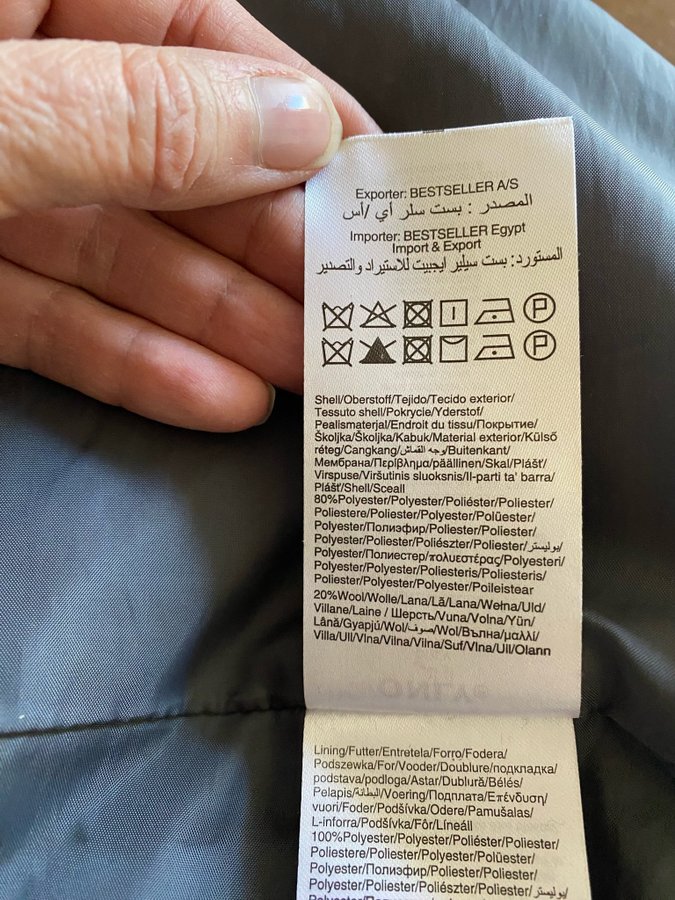 Exporter: BESTSELLER A/S
المصدر : بست سلر أي /أس
Importer: BESTSELLER Egypt
Import & Export
المستورد: بست سيلير ايجيبت للاستيراد والتصدير
P
P
Shell/Oberstoff/Tejido/Tecido exterior/
Tessuto shell/Pokrycie/Yderstof/
Pealismaterjal/Endroit du tissu/Покрытие/
Školjka/Školjka/Kabuk/Material exterior/Külső
réteg/Cangkang/وجه القماش/Buitenkant/
Мембрана/Περίβλημα/päällinen/Skal/Plášť/
Virspuse/Viršutinis sluoksnis/Il-parti ta' barra/
Plášť/Shell/Sceall
80%Polyester/Polyester/Poliéster/Poliester/
Poliestere/Poliester/Polyester/Polüester/
Polyester/Полиэфир/Poliester/Poliester/
Polyester/Poliester/Poliészter/Poliester/بوليستر/
Polyester/Полиестер/πολυεστέρας/Polyesteri/
Polyester/Polyester/Poliesteris/Poliesteris/
Poliester/Polyester/Polyester/Poileistear
20%Wool/Wolle/Lana/Lã/Lana/Wełna/Uld/
Villane/Laine / Шерсть/Vuna/Volna/Yün/
Lână/Gyapjú/Wol/صوف/Wol/Вълна/μαλλί/
Villa/Ull/Vlna/Vilna/Vilna/Suf/Vlna/Ull/Olann
ONLY
Lining/Futter/Entretela/Forro/Fodera/
Podszewka/For/Vooder/Doublure/подкладка/
podstava/podloga/Astar/Dublură/Bélés/
Pelapis/البطانة/Voering/Подплата/Επένδυση/
vuori/Foder/Podšívka/Odere/Pamušalas/
L-inforra/Podšívka/Fôr/Líneáil
100%Polyester/Polyester/Poliéster/Poliester/
Poliestere/Poliester/Polyester/Polüester/
Polyester/Полиэфир/Poliester/Poliester/
Polyester/Poliester/Poliészter/Poliester/بوليستر/